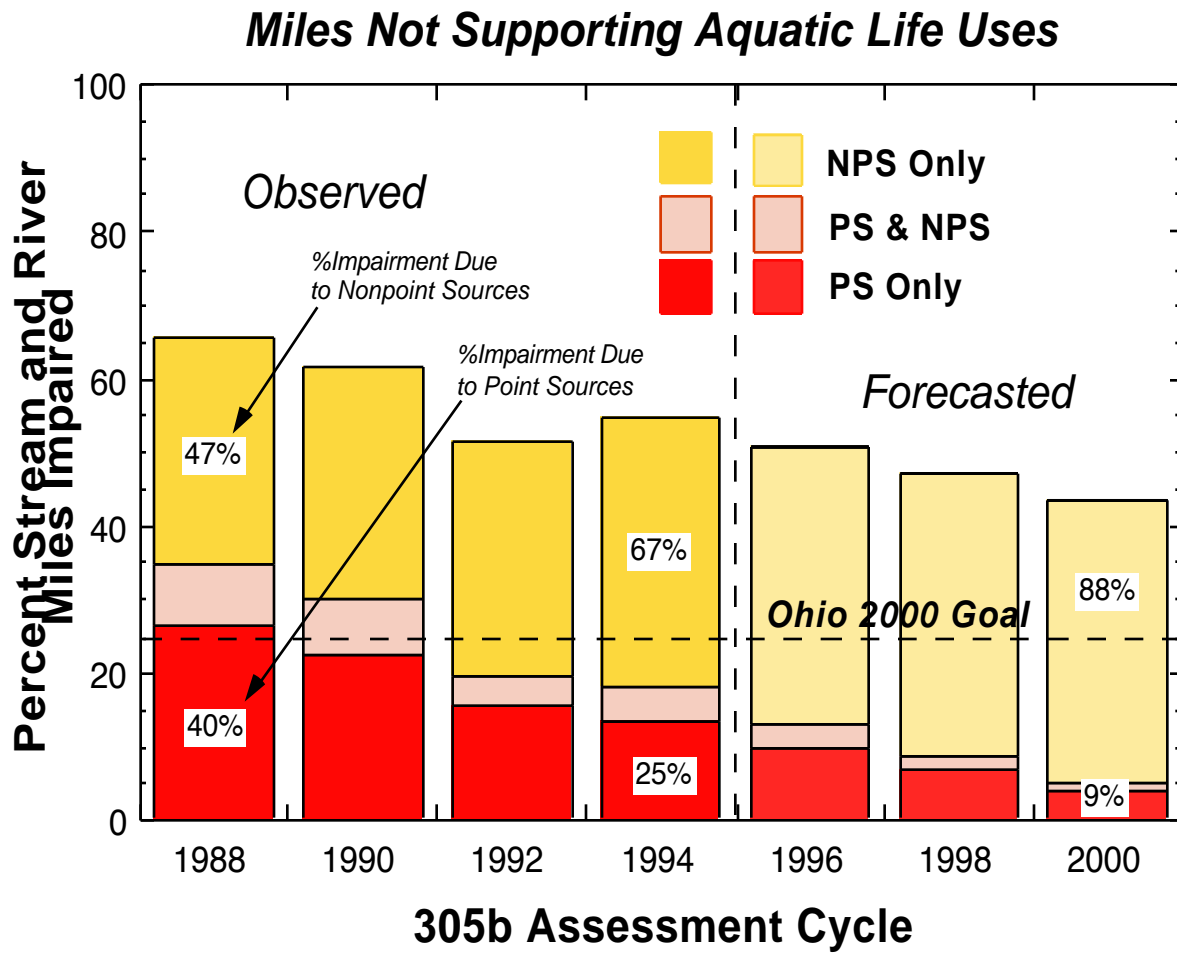 Miles Not Supporting Aquatic Life Uses
Percent Stream and River
Miles Impaired
100
80
60
40
20
0
Observed
%Impairment Due
to Nonpoint Sources
%Impairment Due
to Point Sources
NPS Only
PS & NPS
PS Only
Forecasted
47%
40%
67%
25%
Ohio 2000 Goal
88%
9%
1988
1990
1992
1994
1996
1998
2000
305b Assessment Cycle